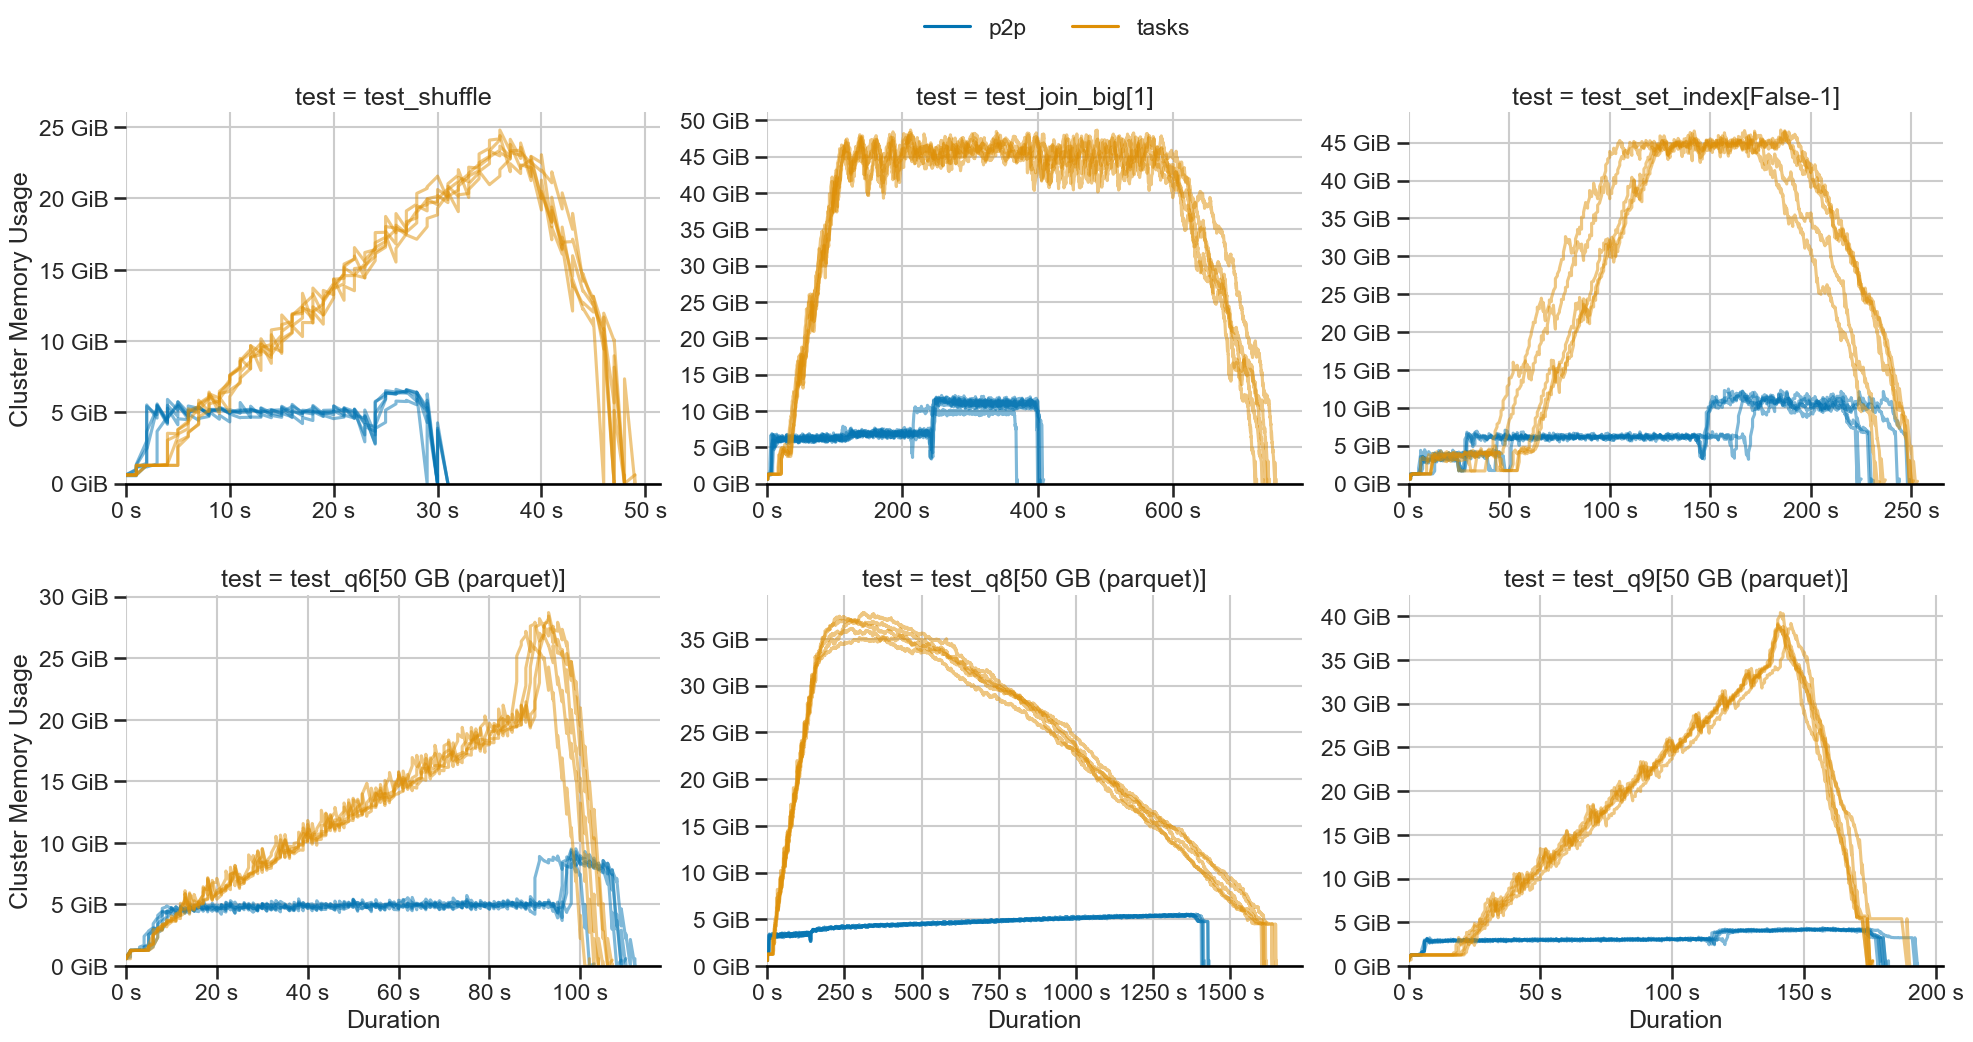 p2p tasks
test = test_shuffle
25 GiB
20 GiB
15 GiB
10 GiB
5 GiB
0 GiB
Cluster Memory Usage
0 s 10 s 20 s 30 s 40 s 50 s
test = test_join_big[1]
50 GiB
45 GiB
40 GiB
35 GiB
30 GiB
25 GiB
20 GiB
15 GiB
10 GiB
5 GiB
0 GiB
0 s 200 s 400 s 600 s
test = test_set_index[False-1]
45 GiB
40 GiB
35 GiB
30 GiB
25 GiB
20 GiB
15 GiB
10 GiB
5 GiB
0 GiB
0 s 50 s 100 s 150 s 200 s 250 s
test = test_q6[50 GB (parquet)]
30 GiB
25 GiB
20 GiB
15 GiB
10 GiB
5 GiB
0 GiB
Cluster Memory Usage
0 s 20 s 40 s 60 s 80 s 100 s
Duration
test = test_q8[50 GB (parquet)]
35 GiB
30 GiB
25 GiB
20 GiB
15 GiB
10 GiB
5 GiB
0 GiB
0 s 250 s 500 s 750 s 1000 s 1250 s 1500 s
Duration
test = test_q9[50 GB (parquet)]
40 GiB
35 GiB
30 GiB
25 GiB
20 GiB
15 GiB
10 GiB
5 GiB
0 GiB
0 s 50 s 100 s 150 s 200 s
Duration